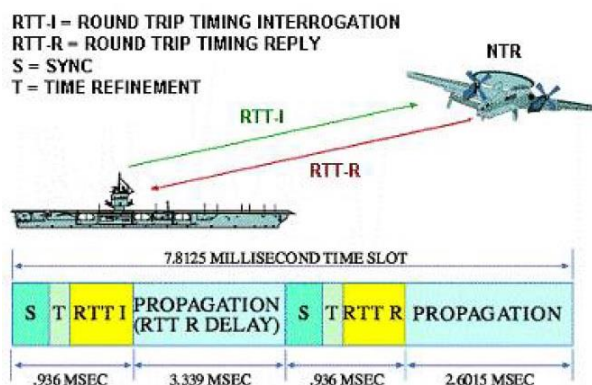 RTT-I = ROUND TRIP TIMING INTERROGATION
RTT-R = ROUND TRIP TIMING REPLY
S = SYNC
T = TIME REFINEMENT
NTR
RTT-I
RTT-R
7.8125 MILLISECOND TIME SLOT
S T RTT I PROPAGATION (RTT R DELAY) S T RTT R PROPAGATION
.936 MSEC 3.339 MSEC .936 MSEC 2.6015 MSEC